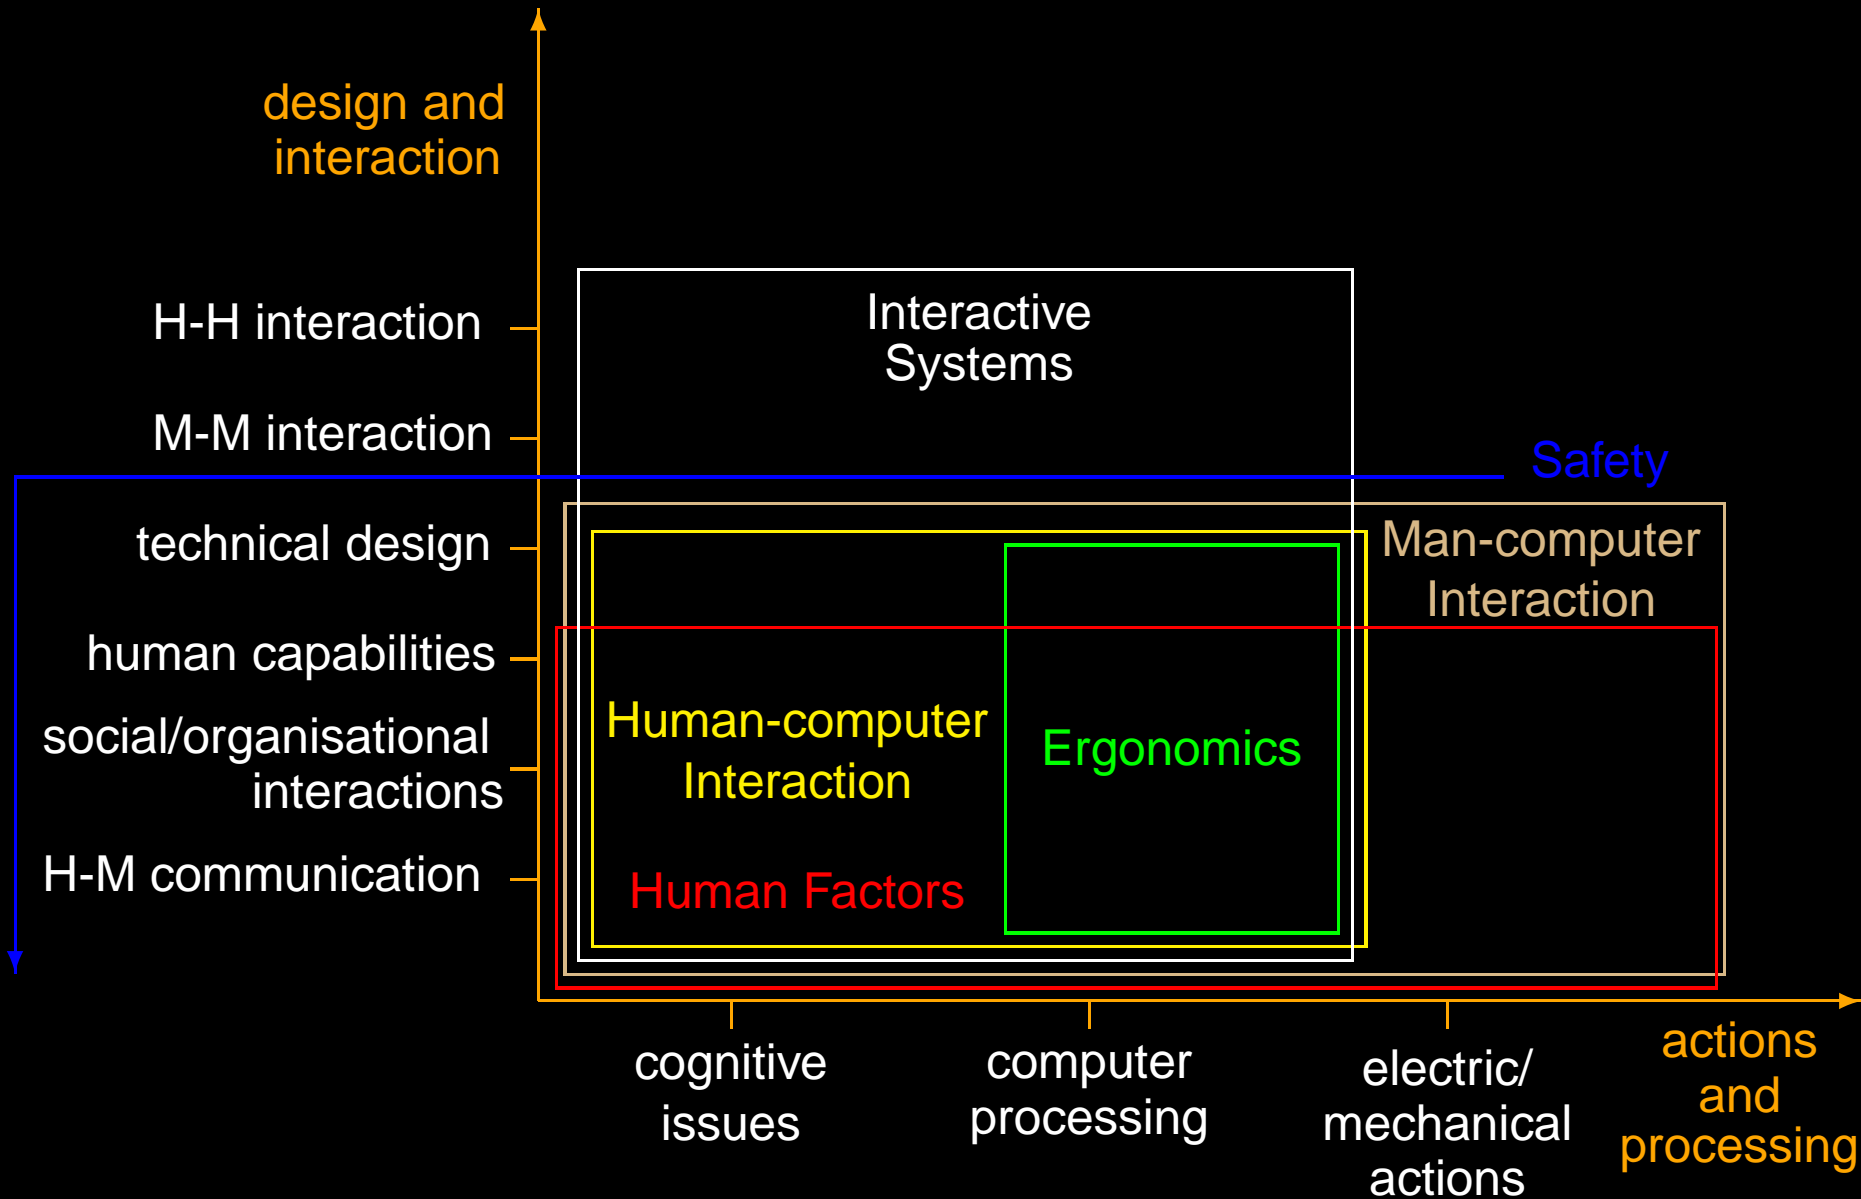 design and
interaction
H-H interaction
M-M interaction
technical design
human capabilities
social/organisational
interactions
H-M communication
Interactive
Systems
Safety
Man-computer
Interaction
Human-computer
Interaction
Ergonomics
Human Factors
cognitive
issues
computer
processing
electric/
mechanical
actions
actions
and
processing